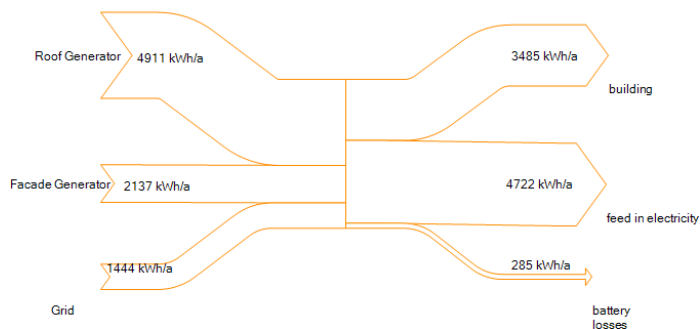 Roof Generator
4911 kWh/a
3485 kWh/a
building
Facade Generator
2137 kWh/a
4722 kWh/a
feed in electricity
1444 kWh/a
285 kWh/a
Grid
battery
losses